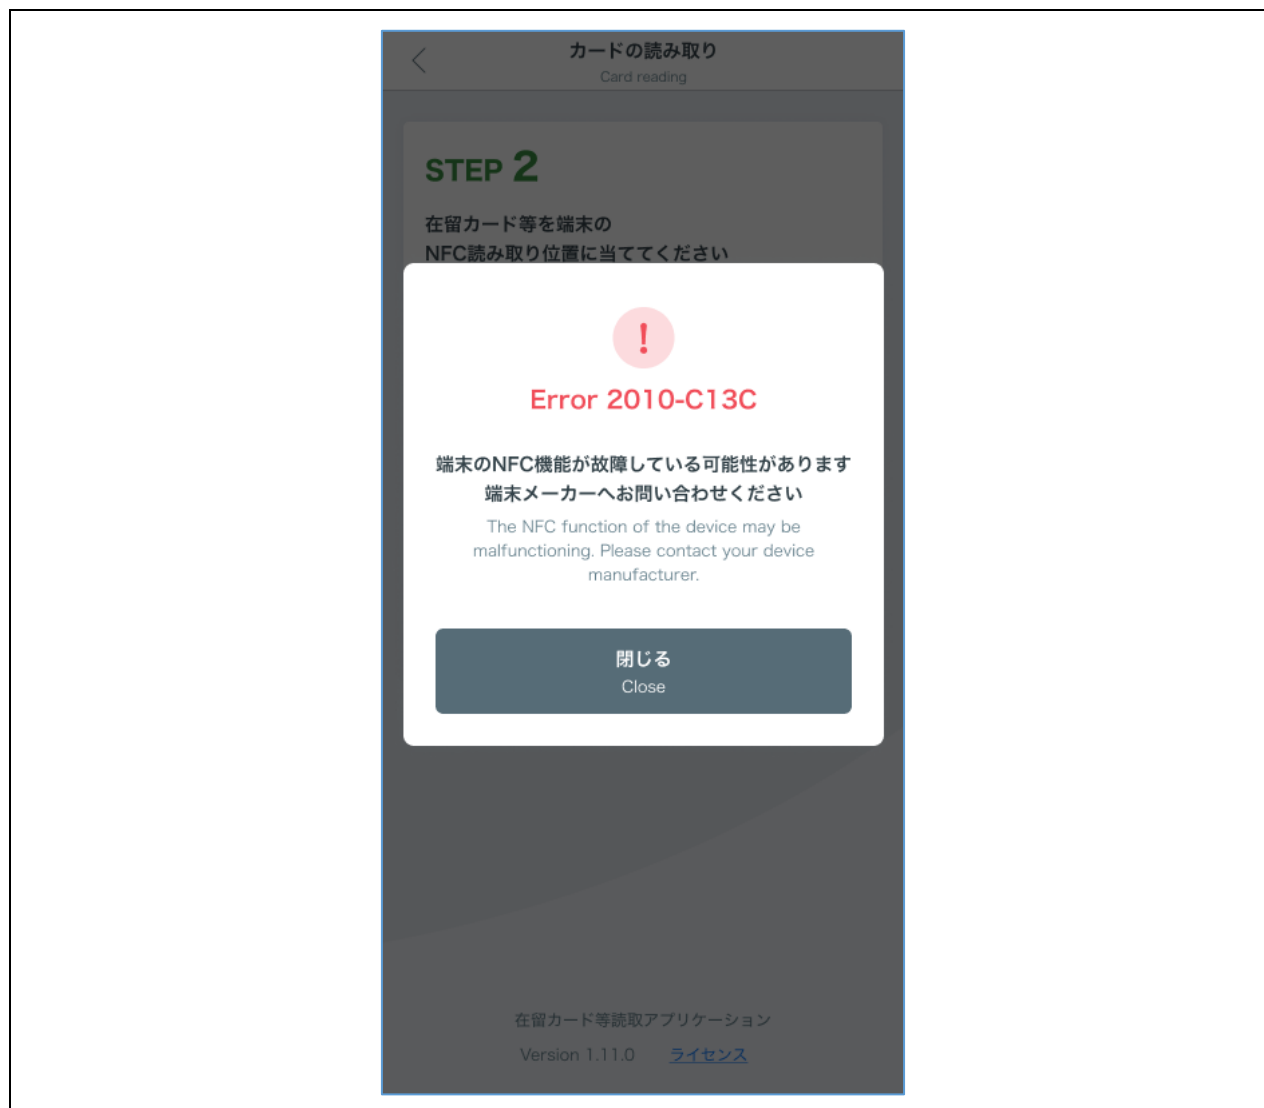 カードの読み取り
Card reading
STEP 2
在留カード等を端末の
NFC読み取り位置に当ててください
!
Error 2010-C13C
端末のNFC機能が故障している可能性があります
端末メーカーへお問い合わせください
The NFC function of the device may be
malfunctioning. Please contact your device
manufacturer.
閉じる
Close
在留カード等読取アプリケーション
Version 1.11.0 ライセンス